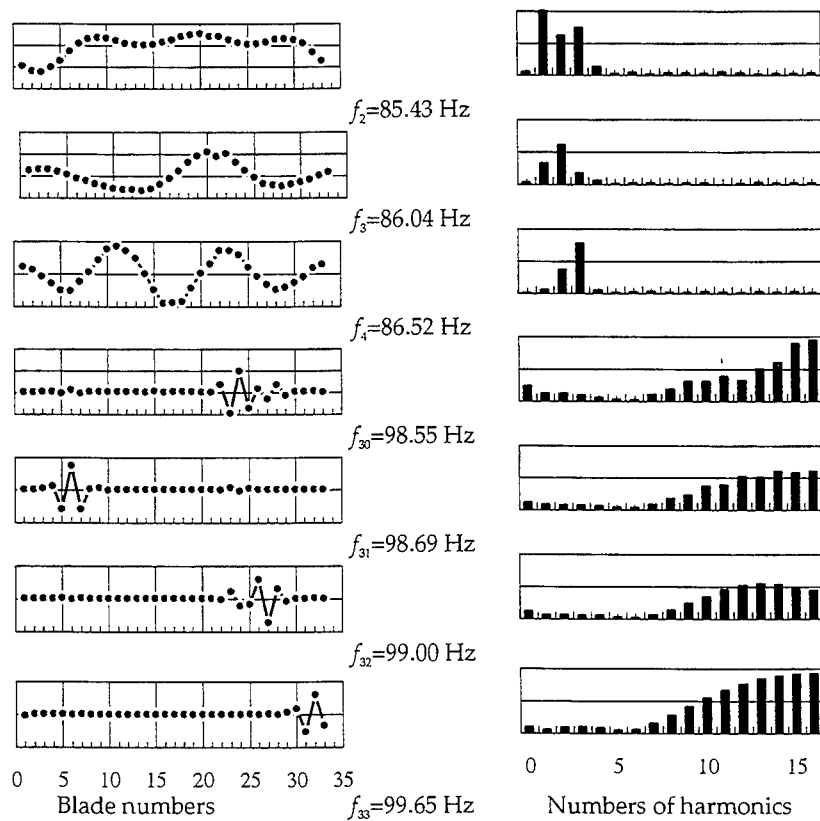 f2=85.43 Hz
f3=86.04 Hz
f4=86.52 Hz
f30=98.55 Hz
f31=98.69 Hz
f32=99.00 Hz
0 5 10 15 20 25 30 35
0 5 10 15
Blade numbers
f33=99.65 Hz
Numbers of harmonics